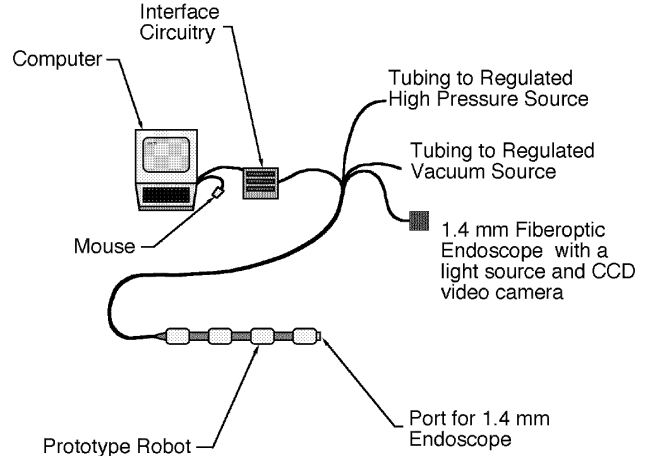 Interface
Circuitry
Computer
Tubing to Regulated
High Pressure Source
Tubing to Regulated
Vacuum Source
1.4 mm Fiberoptic
Endoscope with a
light source and CCD
video camera
Mouse
Port for 1.4 mm
Endoscope
Prototype Robot